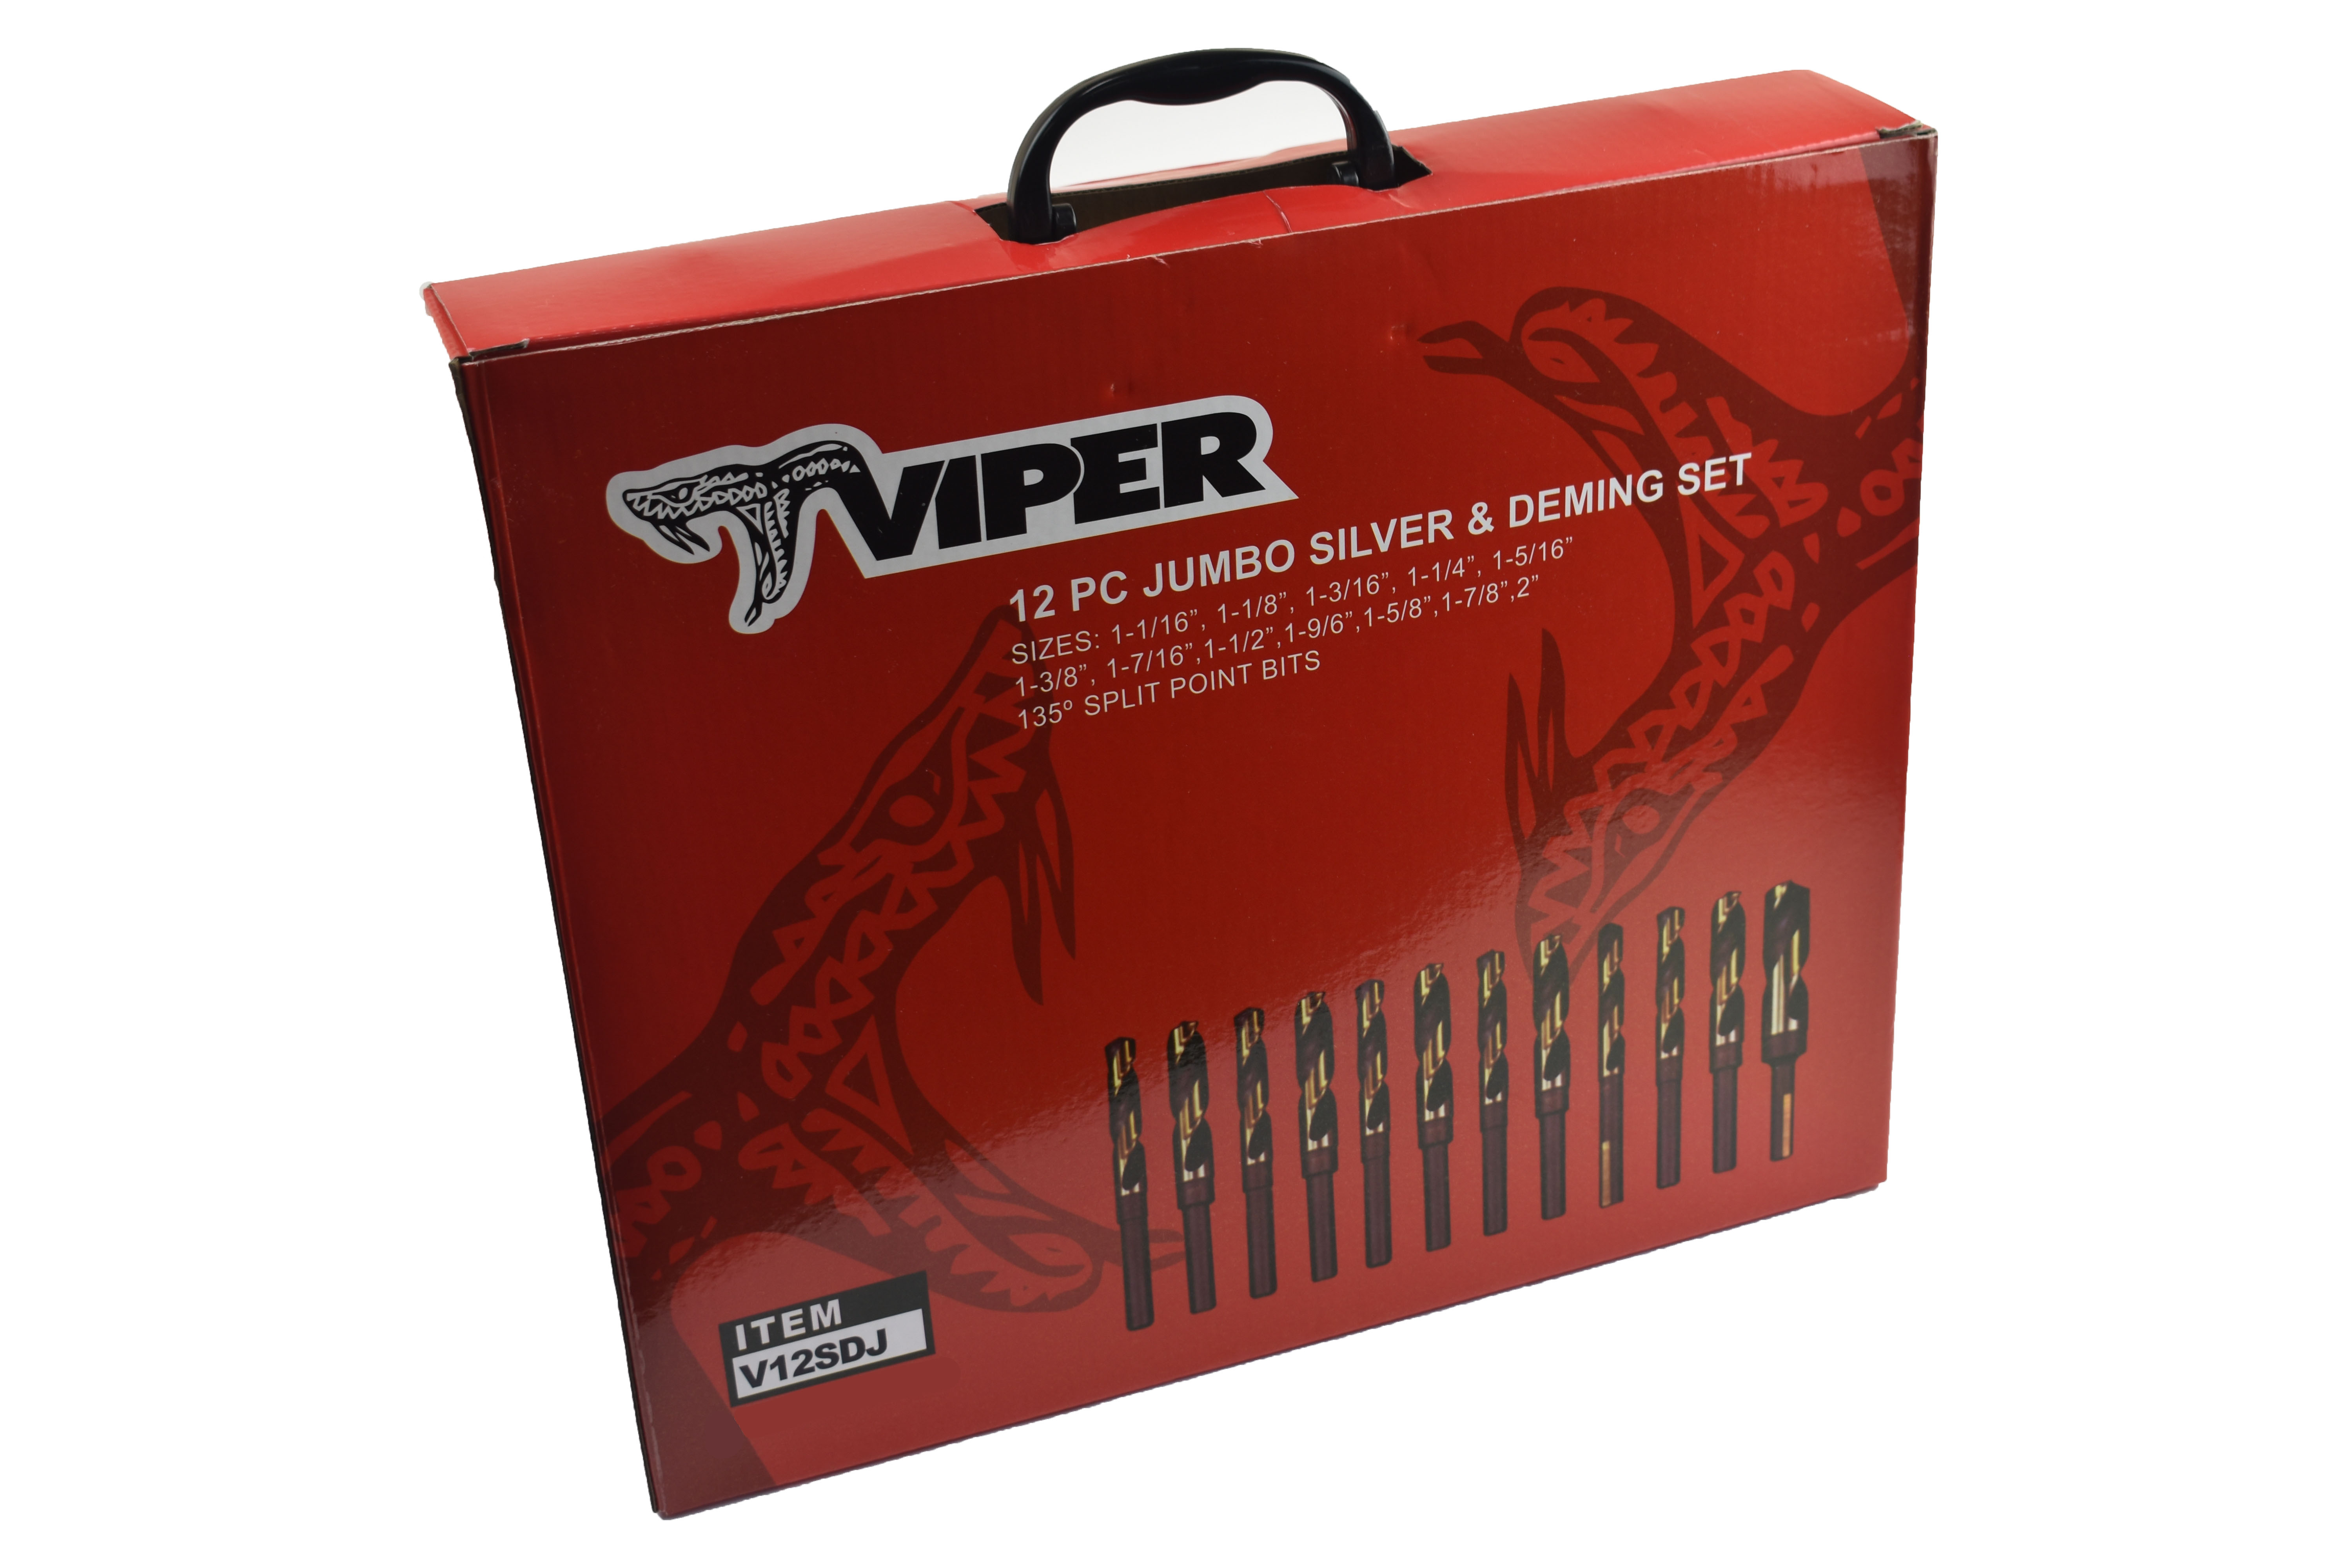 VIPER
12 PC JUMBO SILVER & DEMING SET
SIZES: 1-1/16”, 1-1/8”, 1-3/16”, 1-1/4”, 1-5/16”
1-3/8”, 1-7/16”,1-1/2”,1-9/6”,1-5/8”,1-7/8”,2”
135º SPLIT POINT BITS
ITEM
V12SDJ